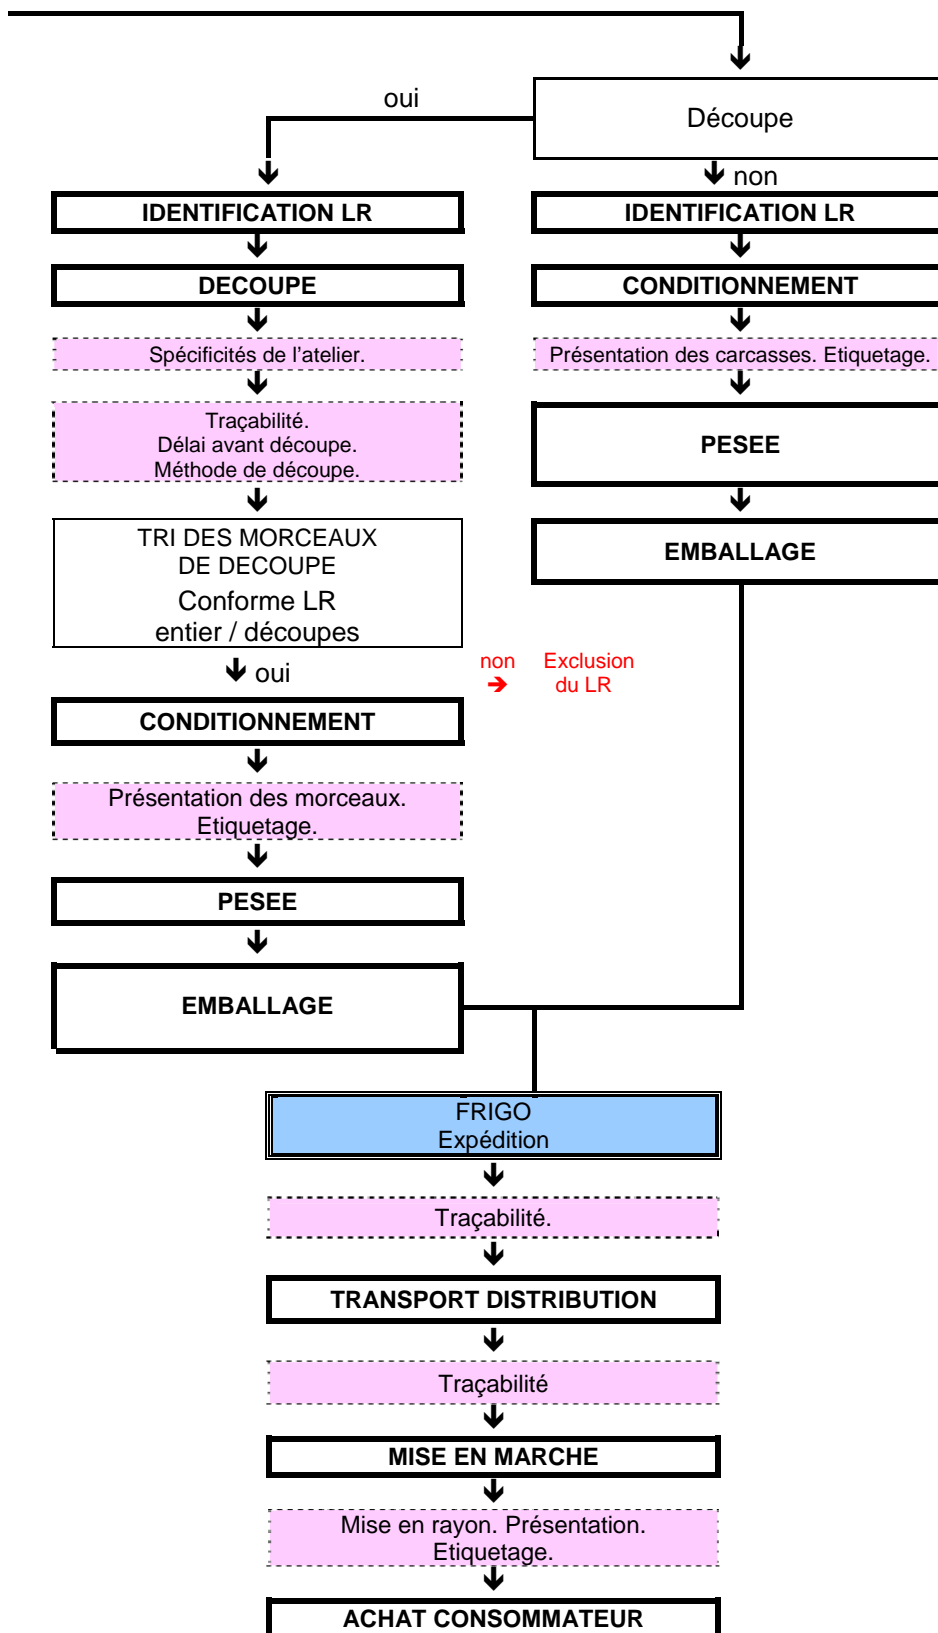 Découpe
oui
non
IDENTIFICATION LR
DECOUPE
Spécificités de l'atelier.
Traçabilité.
Délai avant découpe.
Méthode de découpe.
TRI DES MORCEAUX
DE DECOUPE
Conforme LR
entier / découpes
oui
non Exclusion
➔ du LR
CONDITIONNEMENT
Présentation des morceaux.
Etiquetage.
PESEE
EMBALLAGE
IDENTIFICATION LR
CONDITIONNEMENT
Présentation des carcasses. Etiquetage.
PESEE
EMBALLAGE
FRIGO
Expédition
Traçabilité.
TRANSPORT DISTRIBUTION
Traçabilité
MISE EN MARCHE
Mise en rayon. Présentation.
Etiquetage.
ACHAT CONSOMMATEUR